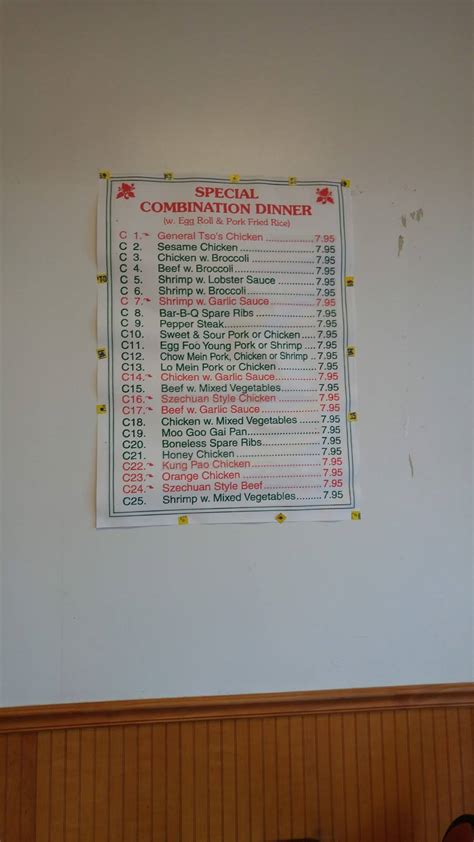 SPECIAL
COMBINATION DINNER
(w. Egg Roll & Pork Fried Rice)
C 1. General Tso's Chicken ............... 7.95
C 2. Sesame Chicken ............... 7.95
C 3. Chicken w. Broccoli ............... 7.95
C 4. Beef w. Broccoli ............... 7.95
C 5. Shrimp w. Lobster Sauce ............... 7.95
C 6. Shrimp w. Broccoli ............... 7.95
C 7. Shrimp w. Garlic Sauce ............... 7.95
C 8. Bar-B-Q Spare Ribs ............... 7.95
C 9. Pepper Steak ............... 7.95
C10. Sweet & Sour Pork or Chicken ..... 7.95
C11. Egg Foo Young Pork or Shrimp .... 7.95
C12. Chow Mein Pork, Chicken or Shrimp .. 7.95
C13. Lo Mein Pork or Chicken ............... 7.95
C14. Chicken w. Garlic Sauce ............... 7.95
C15. Beef w. Mixed Vegetables ............... 7.95
C16. Szechuan Style Chicken ............... 7.95
C17. Beef w. Garlic Sauce ............... 7.95
C18. Chicken w. Mixed Vegetables ........ 7.95
C19. Moo Goo Gai Pan ............... 7.95
C20. Boneless Spare Ribs ............... 7.95
C21. Honey Chicken ............... 7.95
C22. Kung Pao Chicken ............... 7.95
C23. Orange Chicken ............... 7.95
C24. Szechuan Style Beef ............... 7.95
C25. Shrimp w. Mixed Vegetables ........ 7.95